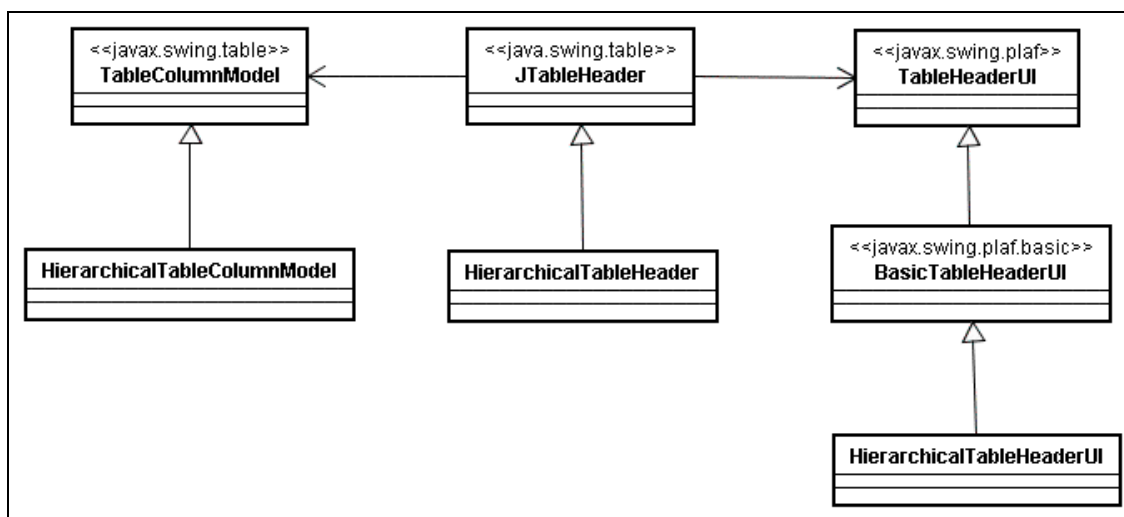 <<javax.swing.table>>
TableColumnModel
<<java.swing.table>>
JTableHeader
<<javax.swing.plaf>>
TableHeaderUI
HierarchicalTableColumnModel
HierarchicalTableHeader
<<javax.swing.plaf.basic>>
BasicTableHeaderUI
HierarchicalTableHeaderUI